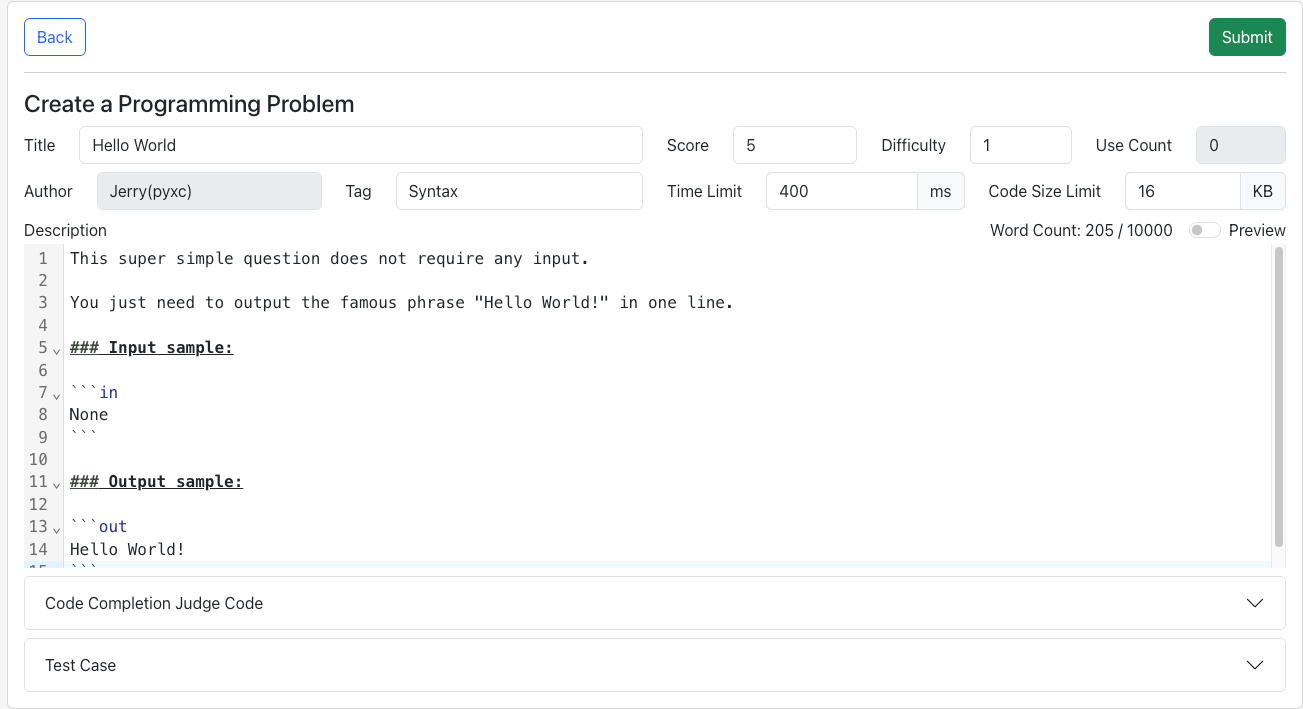 Back
Submit
Create a Programming Problem
Title Hello World Score 5 Difficulty 1 Use Count 0
Author Jerry(pyxc) Tag Syntax Time Limit 400 ms Code Size Limit 16 KB
Description Word Count: 205 / 10000 Preview
1 This super simple question does not require any input.
2
3 You just need to output the famous phrase "Hello World!" in one line.
4
5 ### Input sample:
6
7 ```in
8 None
9 ```
10
11 ### Output sample:
12
13 ```out
14 Hello World!
15 ```
Code Completion Judge Code
Test Case